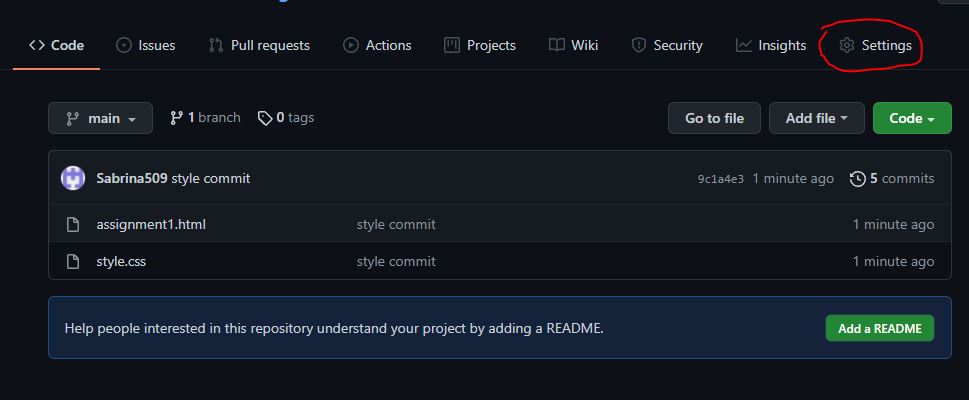 Code Issues Pull requests Actions Projects Wiki Security Insights Settings
main 1 branch 0 tags Go to file Add file Code
Sabrina509 style commit 9c1a4e3 1 minute ago 5 commits
assignment1.html style commit 1 minute ago
style.css style commit 1 minute ago
Help people interested in this repository understand your project by adding a README. Add a README